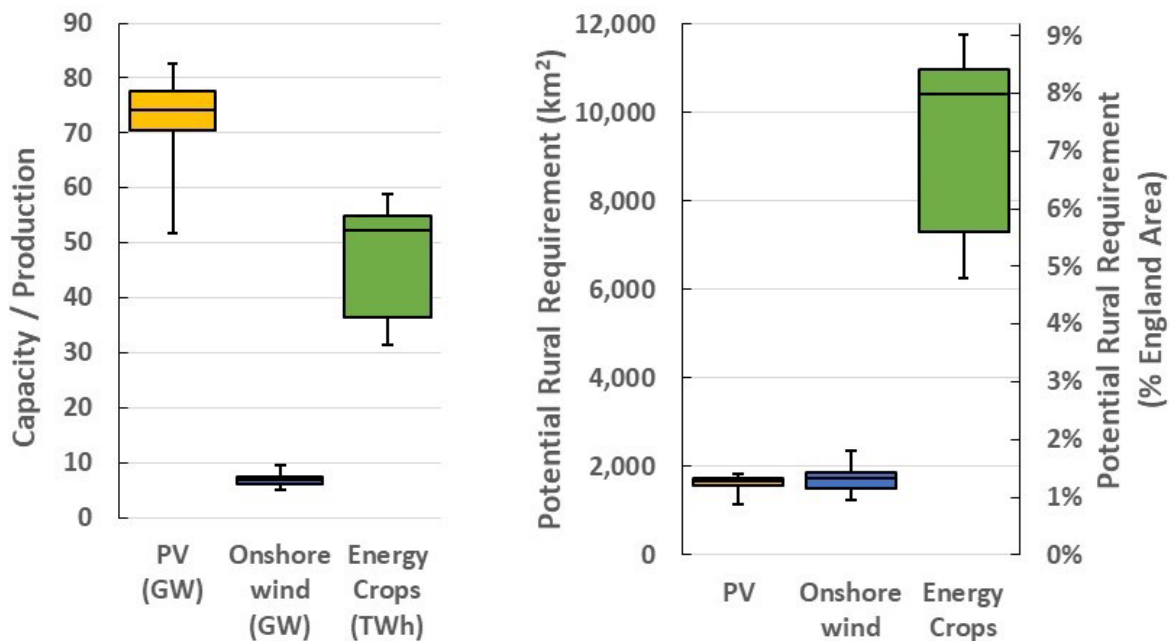 Capacity / Production
90
80
70
60
50
40
30
20
10
0
PV
(GW)
Onshore
wind
(GW)
Energy
Crops
(TWh)
Potential Rural Requirement (km²)
12,000
10,000
8,000
6,000
4,000
2,000
0
PV
Onshore
wind
Energy
Crops
9%
8%
7%
6%
5%
4%
3%
2%
1%
0%
Potential Rural Requirement
(% England Area)